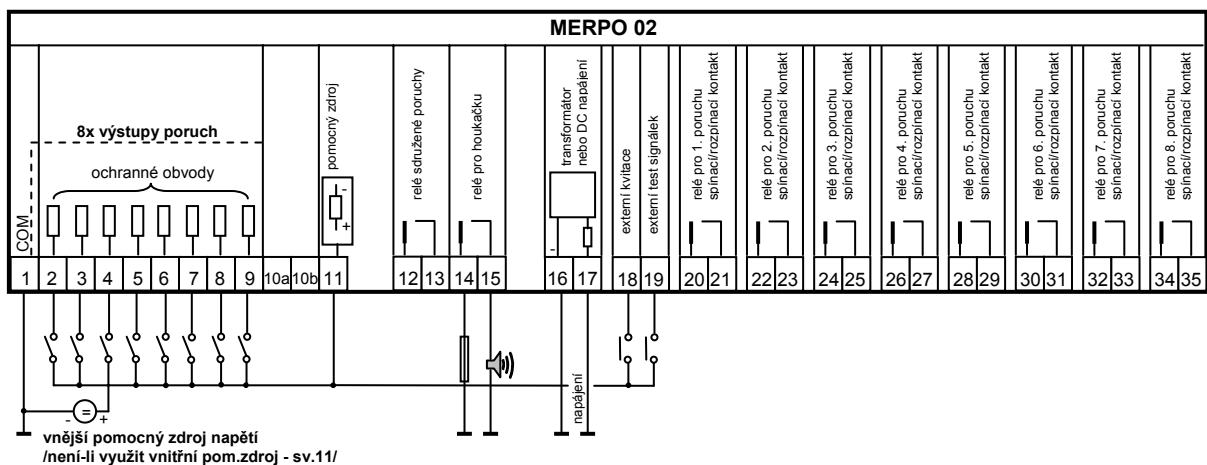 MERPO 02
8x výstupy poruch
ochranné obvody
COM
pomocný zdroj
relé sdružené poruchy
relé pro houkačku
transformátor
nebo DC napájení
externí kvitace
externí test signálek
relé pro 1. poruchu
spínací/rozpínací kontakt
relé pro 2. poruchu
spínací/rozpínací kontakt
relé pro 3. poruchu
spínací/rozpínací kontakt
relé pro 4. poruchu
spínací/rozpínací kontakt
relé pro 5. poruchu
spínací/rozpínací kontakt
relé pro 6. poruchu
spínací/rozpínací kontakt
relé pro 7. poruchu
spínací/rozpínací kontakt
relé pro 8. poruchu
spínací/rozpínací kontakt
-
+
-
1 2 3 4 5 6 7 8 9 10a 10b 11 12 13 14 15 16 17 18 19 20 21 22 23 24 25 26 27 28 29 30 31 32 33 34 35
napájení
- = +
vnější pomocný zdroj napětí
/není-li využit vnitřní pom.zdroj - sv.11/